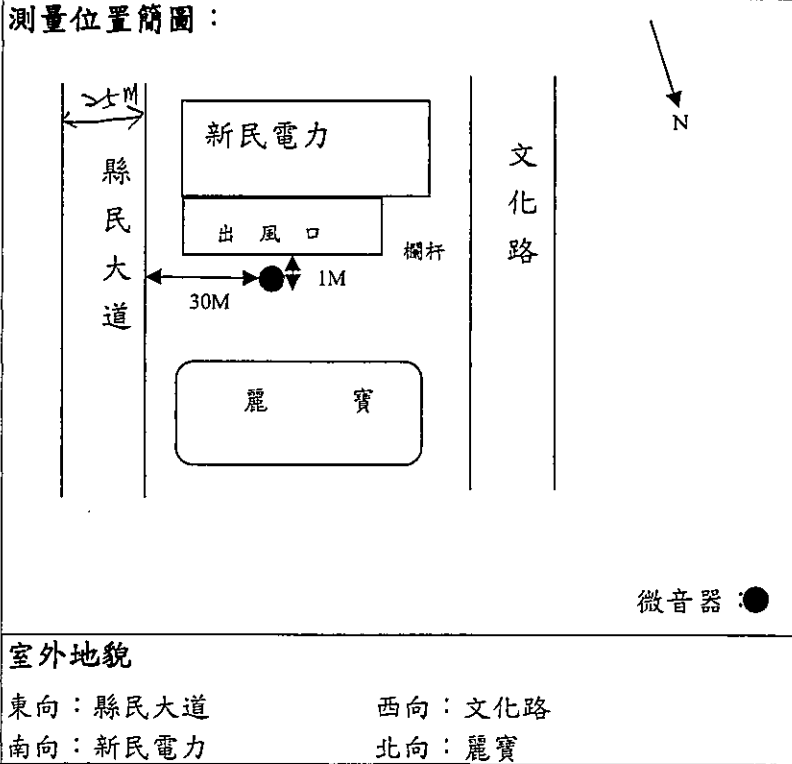 測量位置簡圖：
N
25M
新民電力
縣民大道
文化路
出風口
欄杆
1M
30M
麗寶
微音器：
室外地貌
東向：縣民大道 西向：文化路
南向：新民電力 北向：麗寶